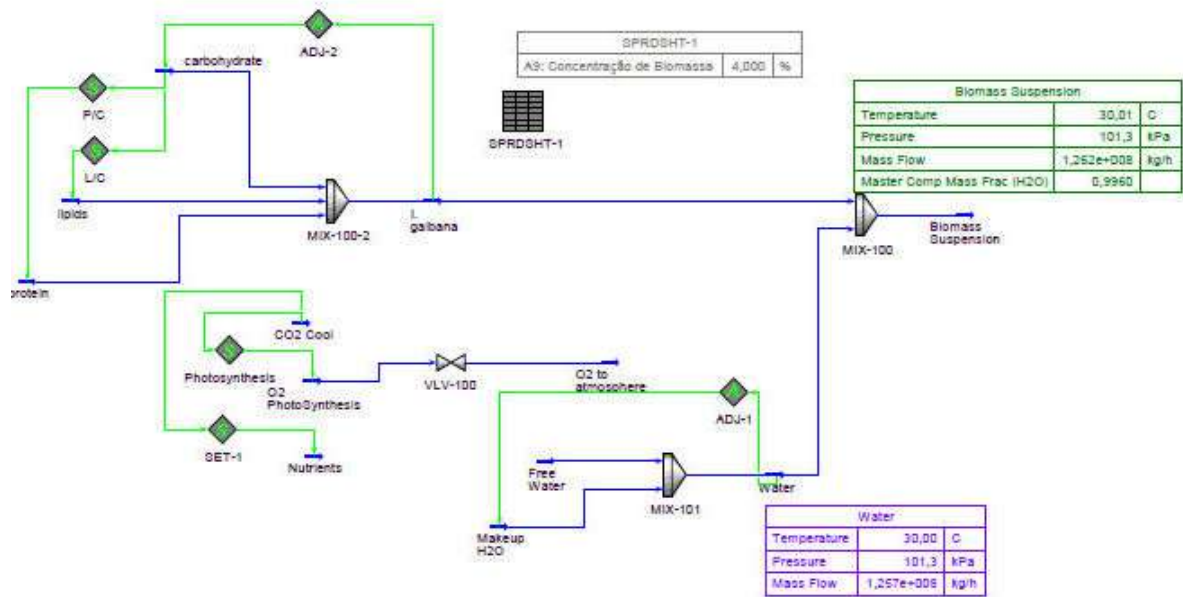 ADJ-2
SPRDSHT-1
A9: Concentração de Biomassa 4,000 %
carbohydrate
P/C
SPRDSHT-1
Biomass Suspension
Temperature 30,01 C
Pressure 101,3 kPa
Mass Flow 1,262e+008 kg/h
Master Comp Mass Frac (H2O) 0,9960
L/C
lipids
MIX-100-2
I.
galbana
MIX-100
Biomass
Suspension
protein
CO2 Cool
Photosynthesis
O2
PhotoSynthesis
VLV-100
O2 to
atmosphere
ADJ-1
SET-1
Nutrients
Free
Water
MIX-101
Water
Makeup
H2O
Water
Temperature 30,00 C
Pressure 101,3 kPa
Mass Flow 1,257e+008 kg/h